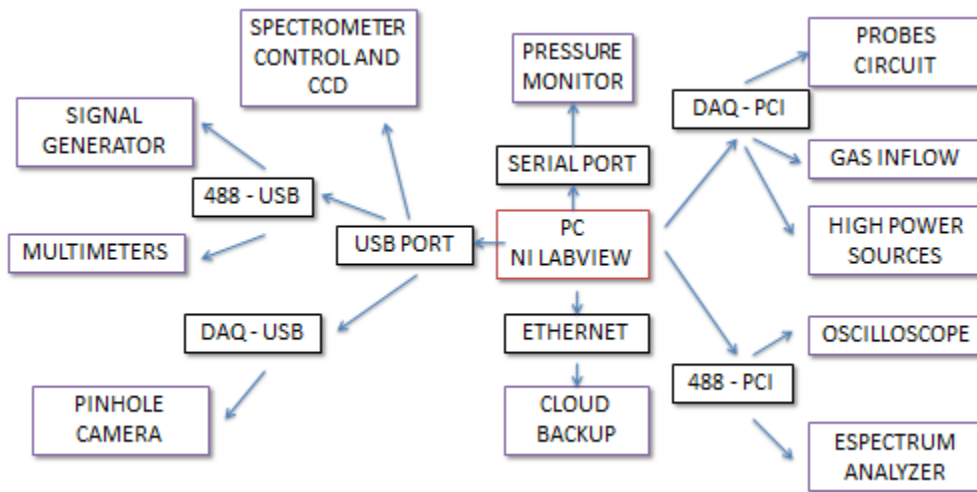 SPECTROMETER
CONTROL AND
CCD
PRESSURE
MONITOR
PROBES
CIRCUIT
SIGNAL
GENERATOR
DAQ - PCI
SERIAL PORT
GAS INFLOW
488 - USB
MULTIMETERS
USB PORT
PC
NI LABVIEW
HIGH POWER
SOURCES
DAQ - USB
ETHERNET
OSCILLOSCOPE
488 - PCI
PINHOLE
CAMERA
CLOUD
BACKUP
ESPECTRUM
ANALYZER